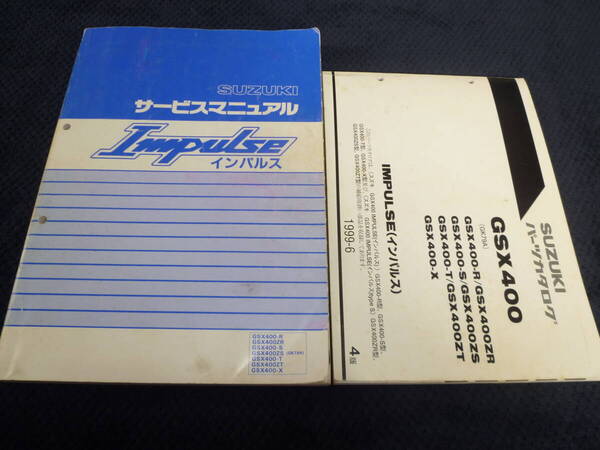 SUZUKI
サービスマニュアル
Impulse
インパルス
GSX400-R
GSX400ZR
GSX400-S
GSX400ZS (GK79A)
GSX400-T
GSX400ZT
GSX400-X
SUZUKI
パーツカタログ
GSX400
(GK79A)
GSX400-R/GSX400ZR
GSX400-S/GSX400ZS
GSX400-T/GSX400ZT
GSX400-X
IMPULSE(インパルス)
1999-6
4版